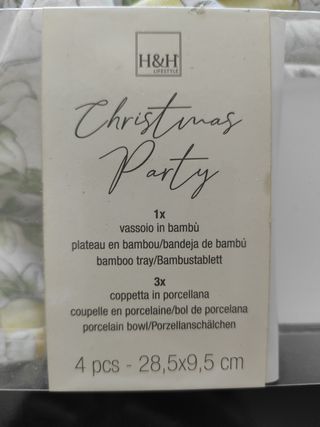 H&H
LIFESTYLE
Christmas
Party
1x
vassoio in bambù
plateau en bambou/bandeja de bambú
bamboo tray/Bambustablett
3x
coppetta in porcellana
coupelle en porcelaine/bol de porcelana
porcelain bowl/Porzellanschälchen
4 pcs - 28,5x9,5 cm